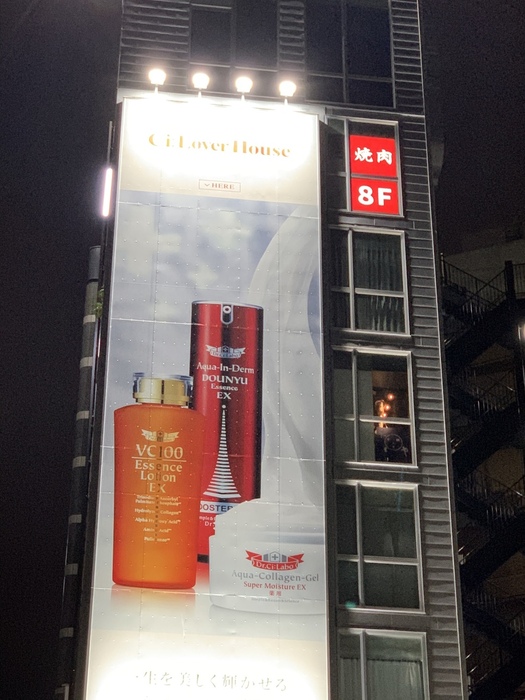 Ci:Lover House
HERE
焼肉
8F
Aqua-In-Derm
DOUNYU
Essence
EX
VC100
Essence
Lotion
EX
Dr.Ci:Labo
Aqua-Collagen-Gel
Super Moisture EX
一生を美しく輝かせる